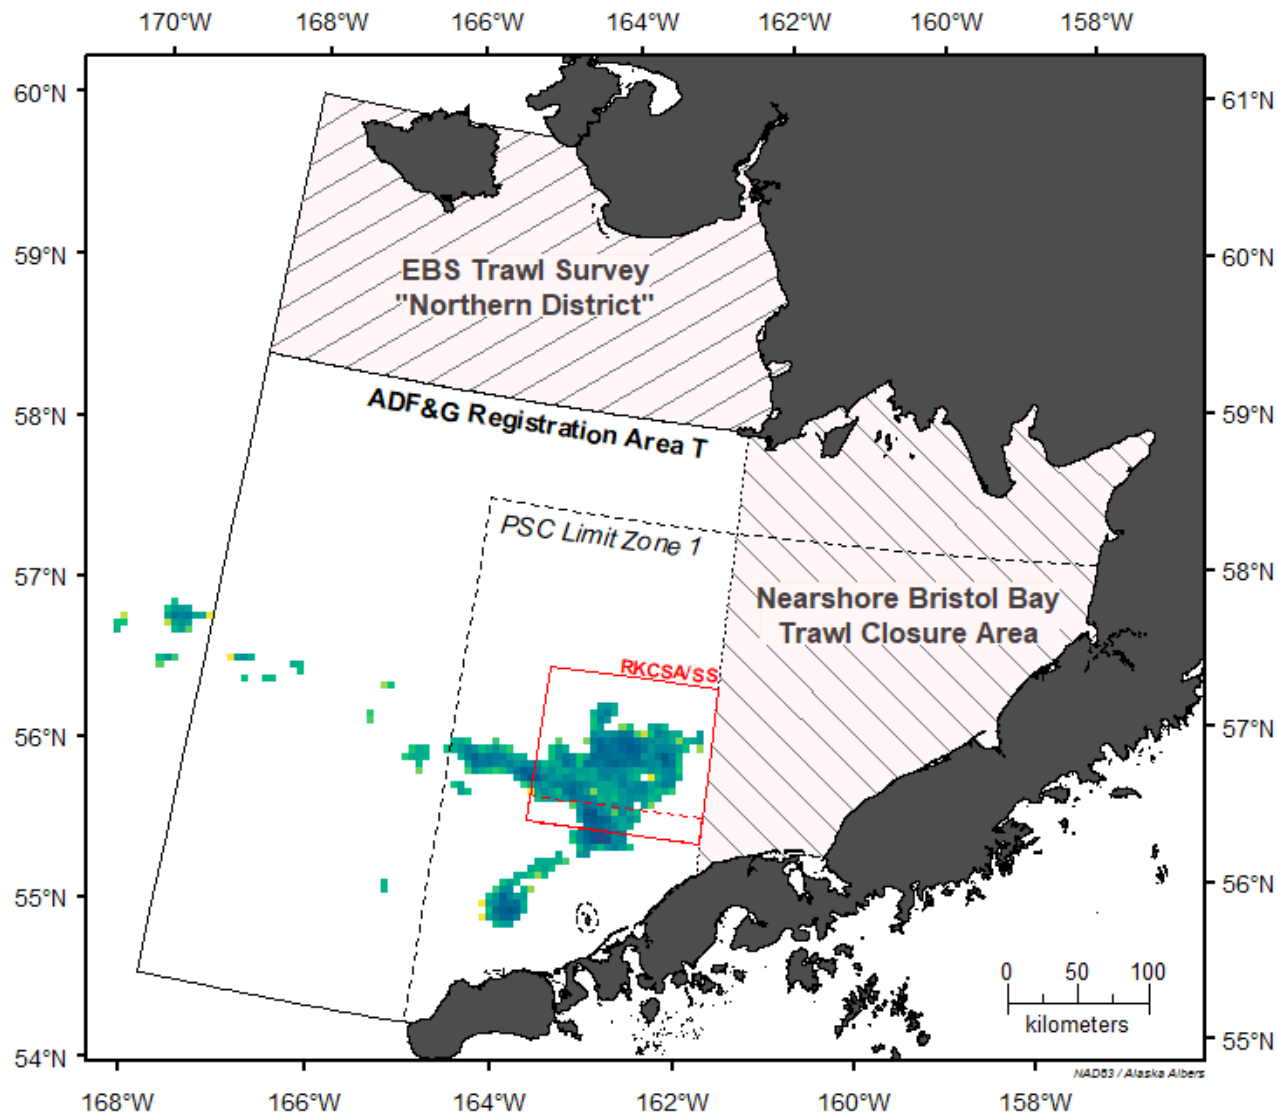 170°W 168°W 166°W 164°W 162°W 160°W 158°W
60°N
61°N
EBS Trawl Survey
"Northern District"
59°N
60°N
ADF&G Registration Area T
58°N
59°N
PSC Limit Zone 1
57°N
58°N
Nearshore Bristol Bay
Trawl Closure Area
RKCSA/SS
56°N
57°N
55°N
56°N
0 50 100
kilometers
54°N
55°N
NAD83 / Alaska Albers
168°W 166°W 164°W 162°W 160°W 158°W